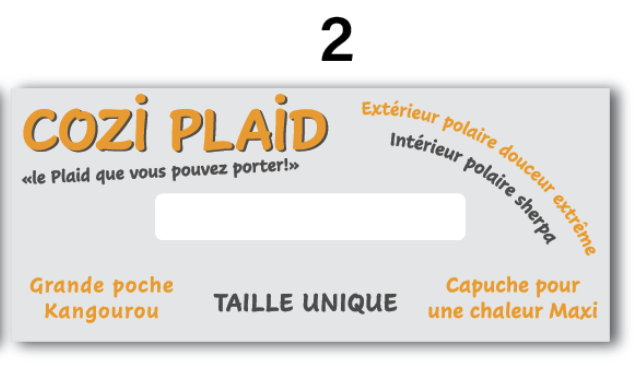 2
COZI PLAID
«le Plaid que vous pouvez porter!»
Extérieur polaire douceur extrême
Intérieur polaire sherpa
Grande poche
Kangourou
TAILLE UNIQUE
Capuche pour
une chaleur Maxi